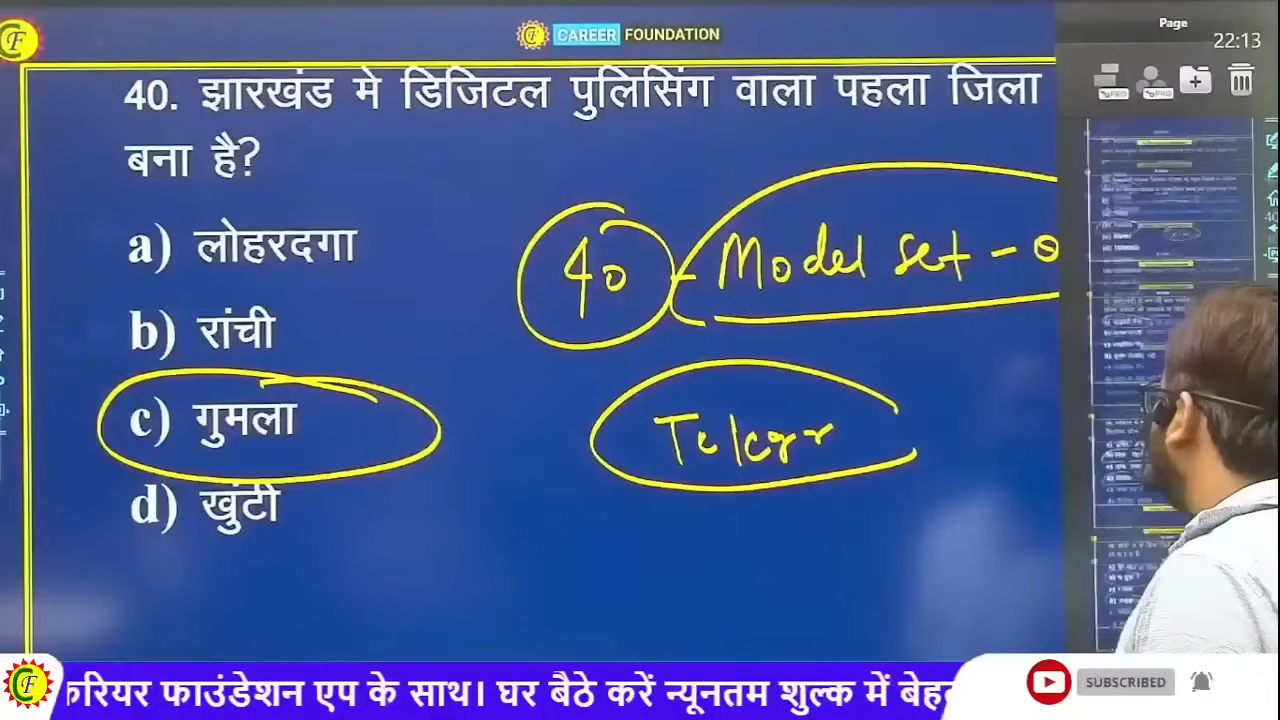 CAREER FOUNDATION
Page
22:13
40. झारखंड मे डिजिटल पुलिसिंग वाला पहला जिला
बना है?
a) लोहरदगा
b) रांची
c) गुमला
d) खुंटी
40
Model set -
करियर फाउंडेशन एप के साथ। घर बैठे करें न्यूनतम शुल्क में
SUBSCRIBED